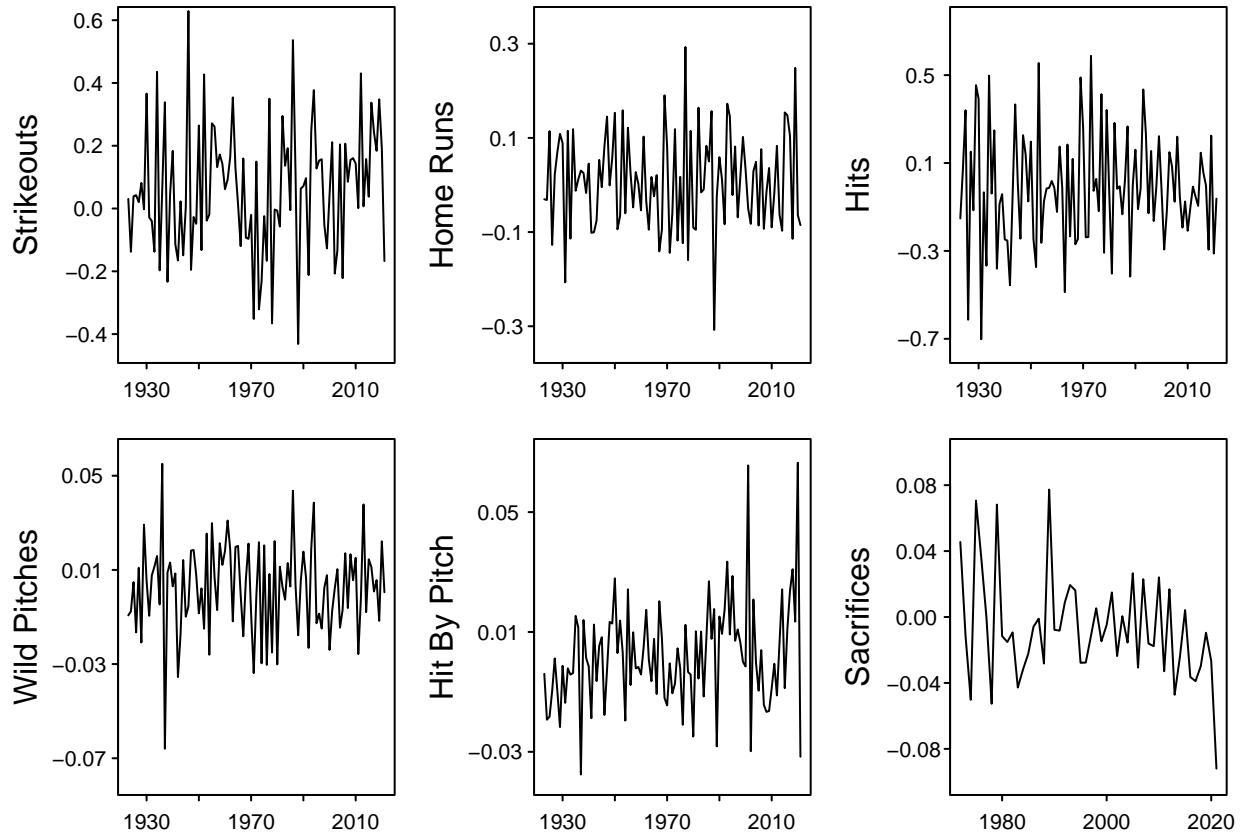 Strikeouts
0.6
0.4
0.2
0.0
−0.2
−0.4
1930 1970 2010
Home Runs
0.3
0.1
−0.1
−0.3
1930 1970 2010
Hits
0.5
0.1
−0.3
−0.7
1930 1970 2010
Wild Pitches
0.05
0.01
−0.03
−0.07
1930 1970 2010
Hit By Pitch
0.05
0.01
−0.03
1930 1970 2010
Sacrifices
0.08
0.04
0.00
−0.04
−0.08
1980 2000 2020